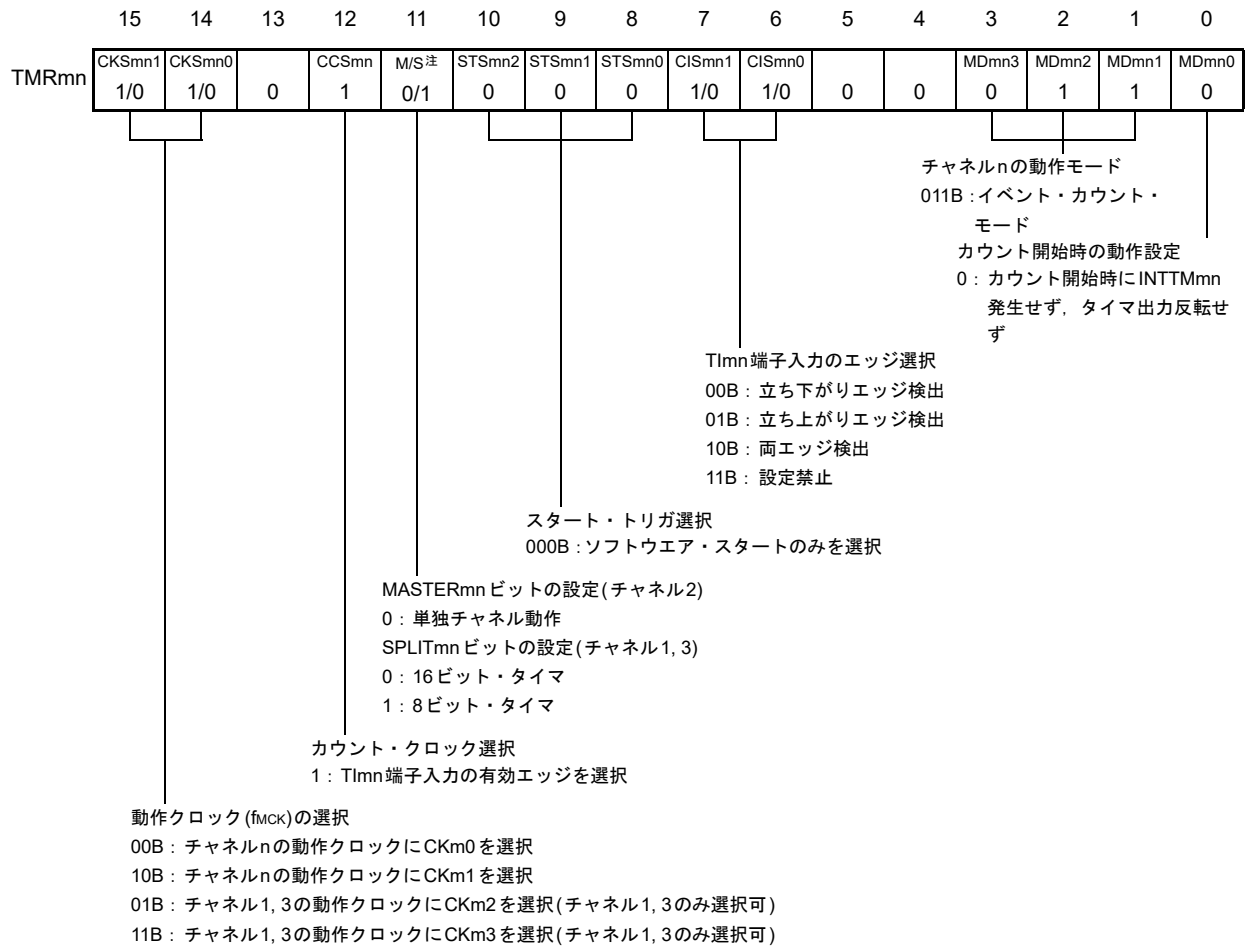 15 14 13 12 11 10 9 8 7 6 5 4 3 2 1 0
TMRmn
CKSmn1 CKSmn0 CCSmn M/S注 STSmn2 STSmn1 STSmn0 CISmn1 CISmn0 MDmn3 MDmn2 MDmn1 MDmn0
1/0 1/0 0 1 0/1 0 0 0 1/0 1/0 0 0 0 1 1 0
チャネルnの動作モード
011B：イベント・カウント・
モード
カウント開始時の動作設定
0：カウント開始時にINTTMmn
発生せず，タイマ出力反転せ
ず
TImn端子入力のエッジ選択
00B：立ち下がりエッジ検出
01B：立ち上がりエッジ検出
10B：両エッジ検出
11B：設定禁止
スタート・トリガ選択
000B：ソフトウエア・スタートのみを選択
MASTERmnビットの設定(チャネル2)
0：単独チャネル動作
SPLITmnビットの設定(チャネル1, 3)
0：16ビット・タイマ
1：8ビット・タイマ
カウント・クロック選択
1：TImn端子入力の有効エッジを選択
動作クロック(fMCK)の選択
00B：チャネルnの動作クロックにCKm0を選択
10B：チャネルnの動作クロックにCKm1を選択
01B：チャネル1, 3の動作クロックにCKm2を選択(チャネル1, 3のみ選択可)
11B：チャネル1, 3の動作クロックにCKm3を選択(チャネル1, 3のみ選択可)